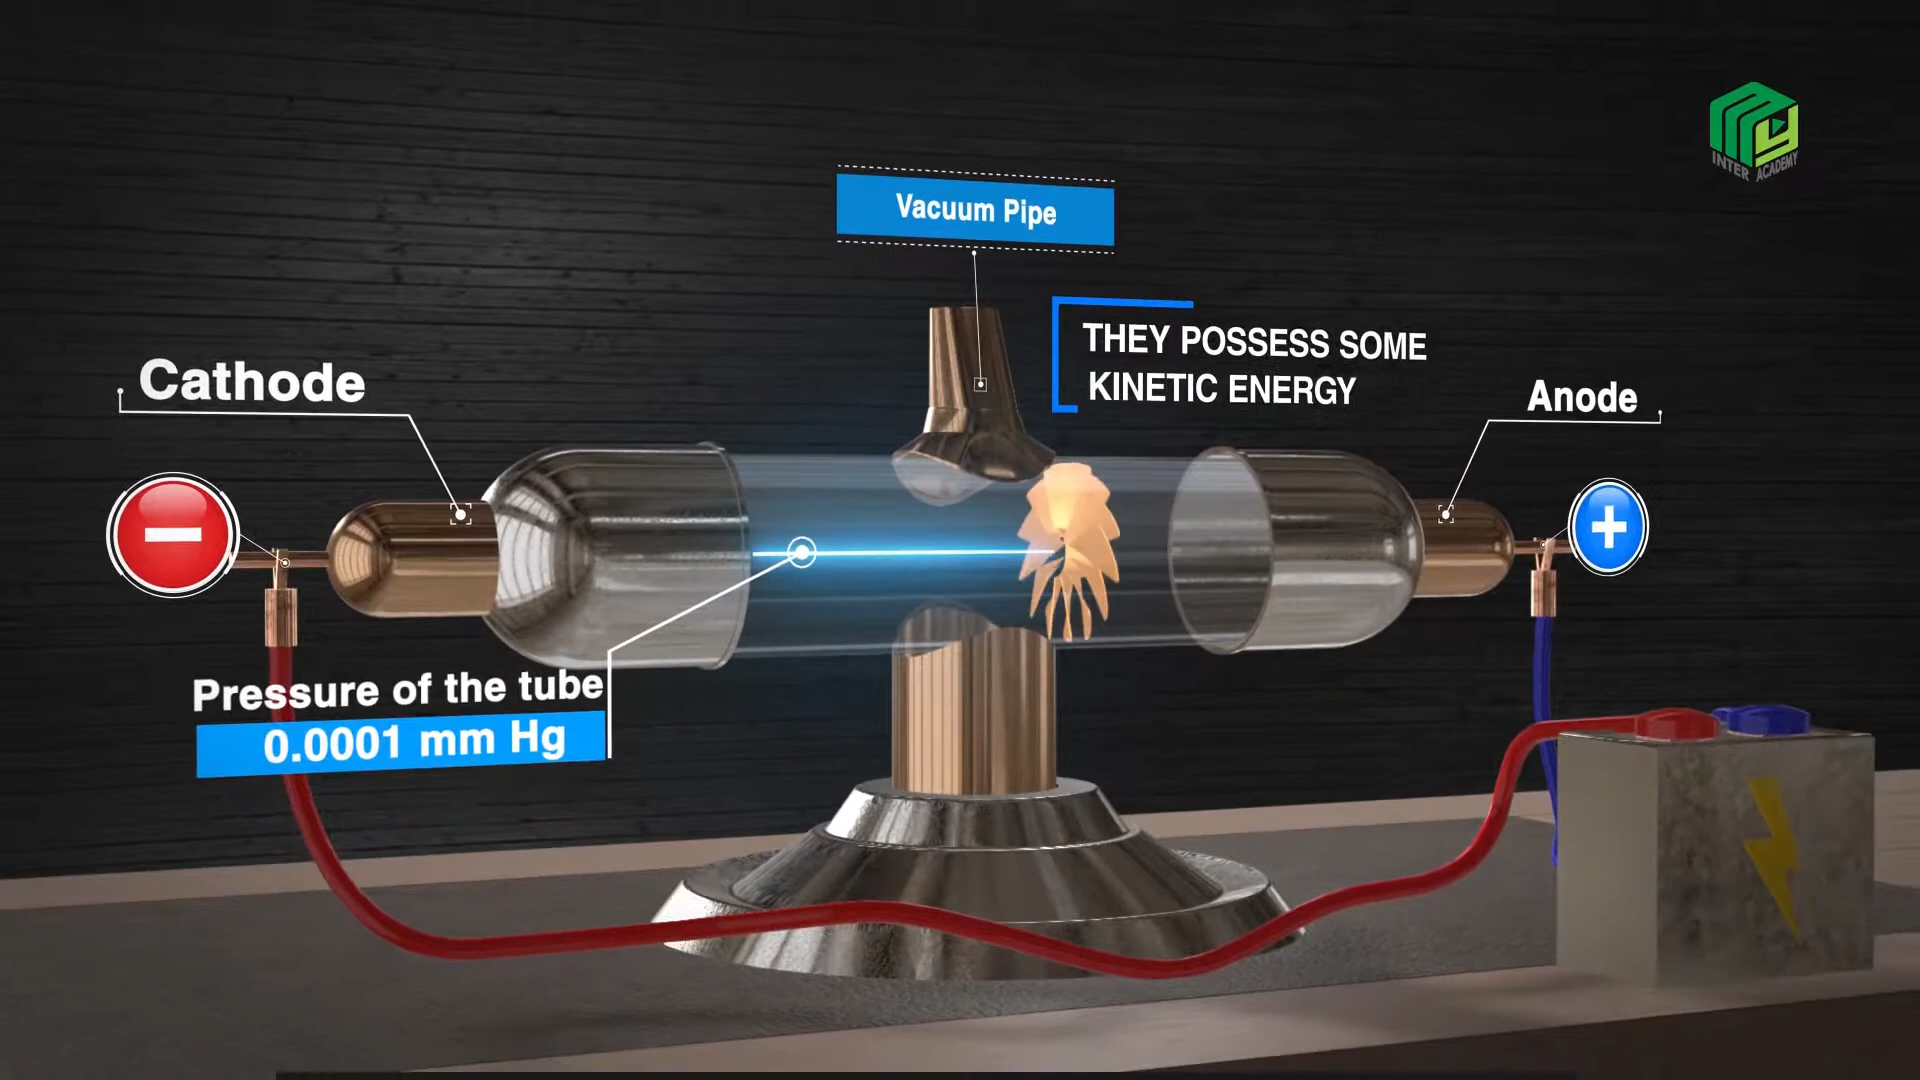 INTER ACADEMY
Vacuum Pipe
THEY POSSESS SOME
KINETIC ENERGY
Cathode
Anode
Pressure of the tube
0.0001 mm Hg